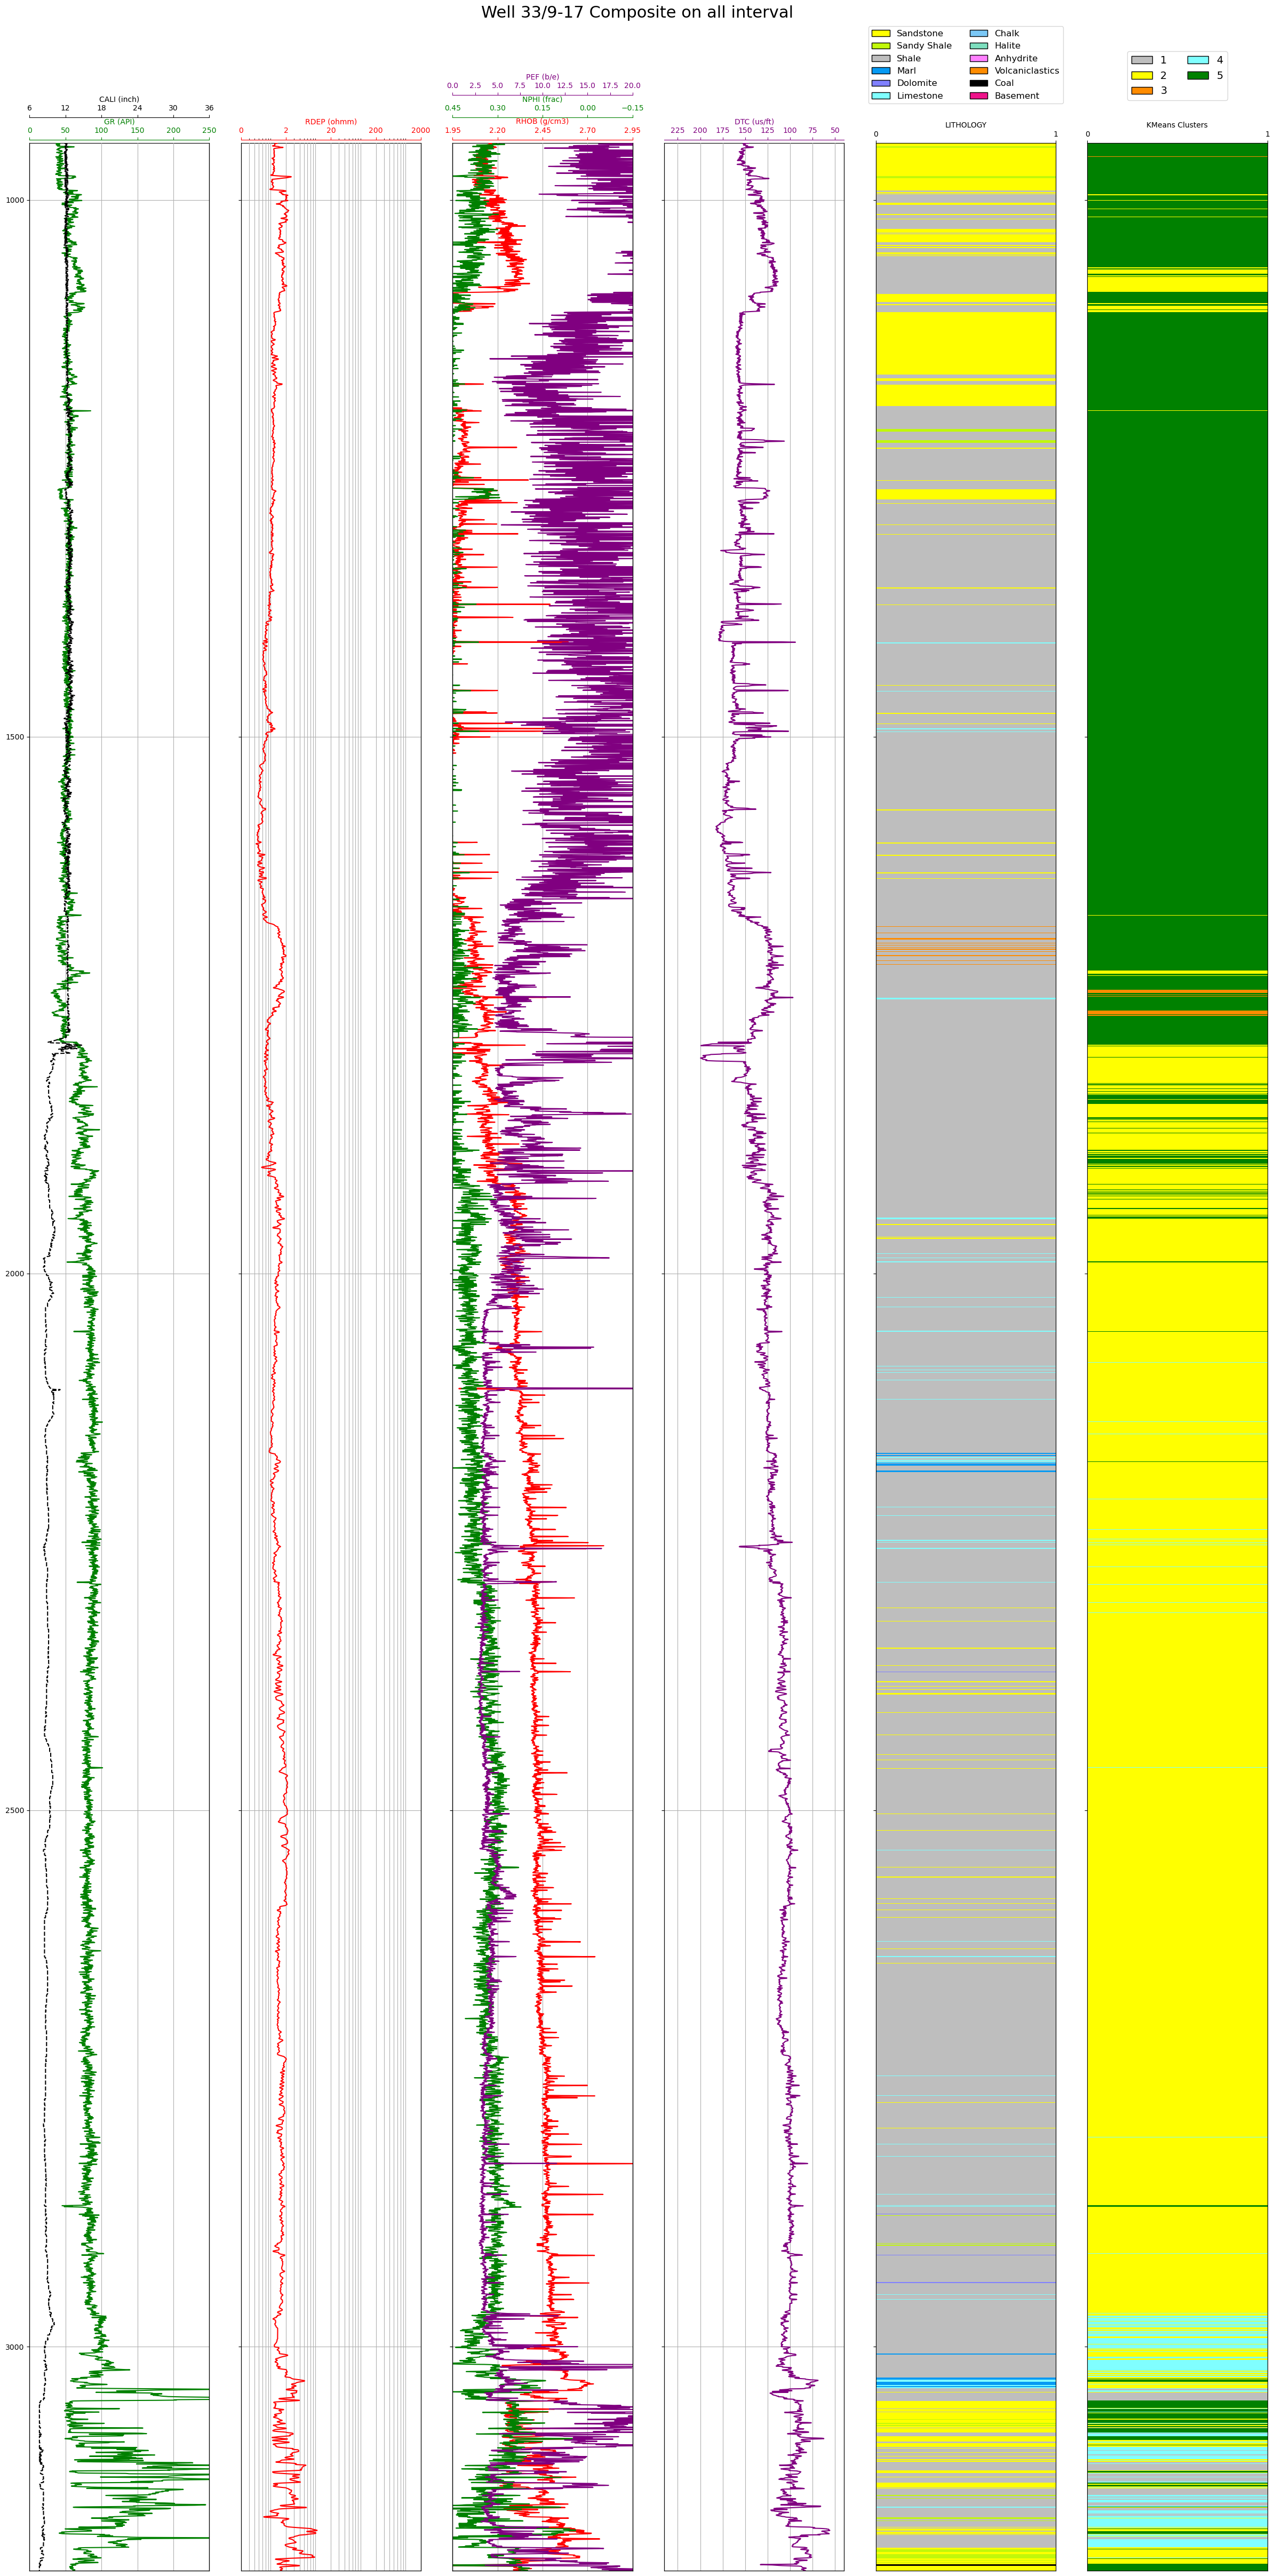 Well 33/9-17 Composite on all interval
Sandstone Chalk
Sandy Shale Halite
Shale Anhydrite
Marl Volcaniclastics
Dolomite Coal
Limestone Basement
1 4
2 5
3
PEF (b/e)
0.0 2.5 5.0 7.5 10.0 12.5 15.0 17.5 20.0
CALI (inch)
6 12 18 24 30 36
NPHI (frac)
0.45 0.30 0.15 0.00 −0.15
GR (API)
0 50 100 150 200 250
RDEP (ohmm)
0 2 20 200 2000
RHOB (g/cm3)
1.95 2.20 2.45 2.70 2.95
DTC (us/ft)
225 200 175 150 125 100 75 50
LITHOLOGY
0 1
KMeans Clusters
0 1
1000
1500
2000
2500
3000